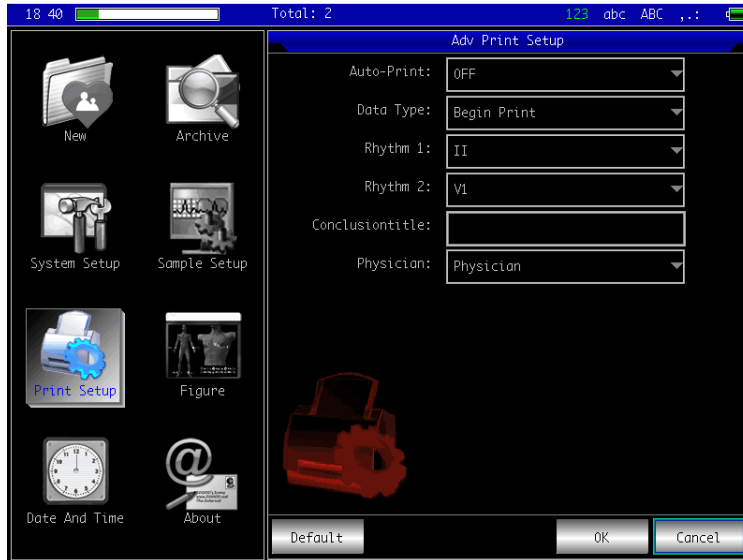 18 40
Total: 2
123 abc ABC ,.:
New
Archive
System Setup
Sample Setup
Print Setup
Figure
Date And Time
About
Adv Print Setup
Auto-Print: OFF
Data Type: Begin Print
Rhythm 1: II
Rhythm 2: V1
Conclusiontitle:
Physician: Physician
Default
OK
Cancel